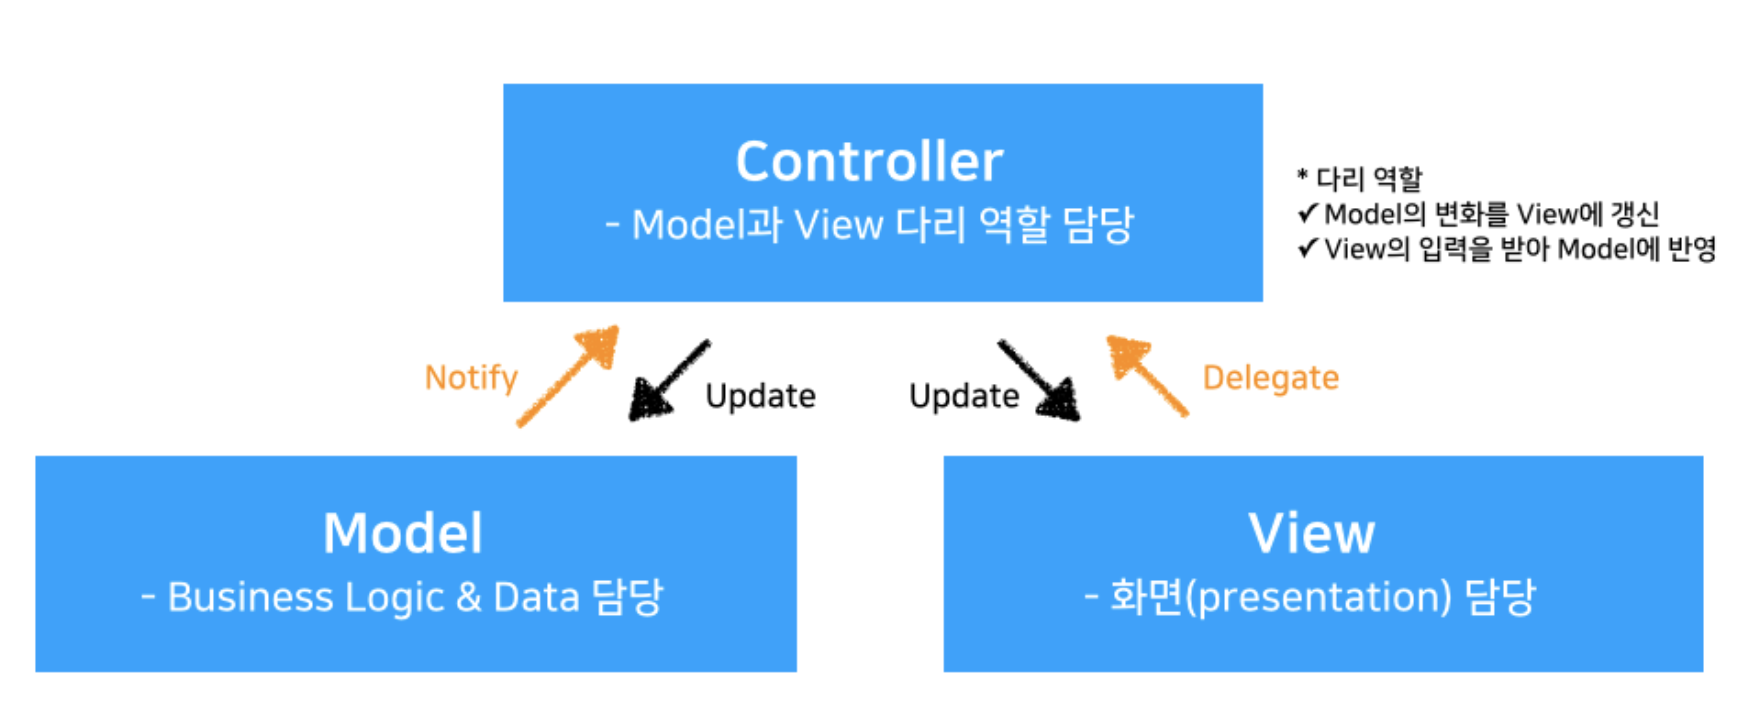 Controller
- Model과 View 다리 역할 담당
* 다리 역할
✓ Model의 변화를 View에 갱신
✓ View의 입력을 받아 Model에 반영
Notify
Update
Update
Delegate
Model
- Business Logic & Data 담당
View
- 화면(presentation) 담당